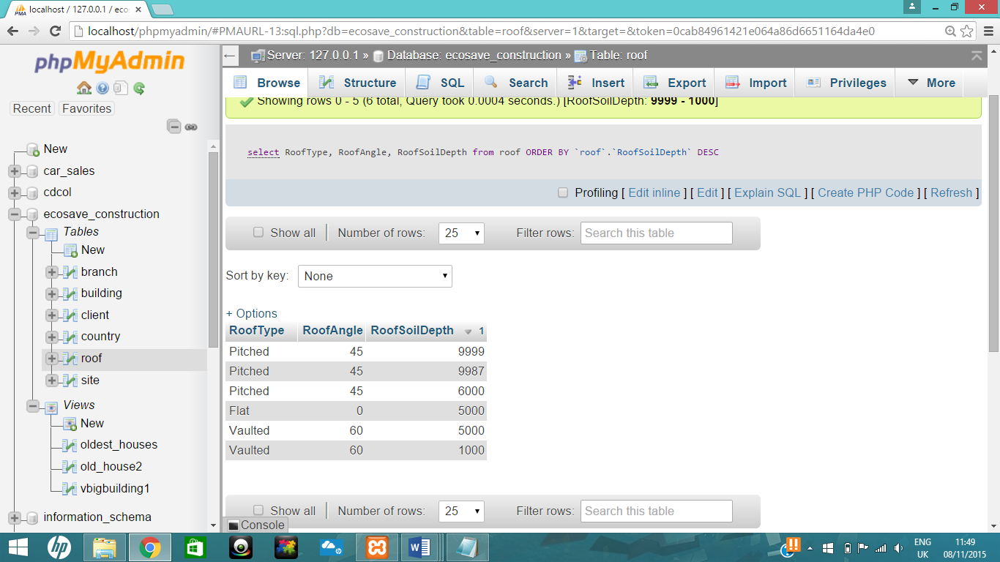 localhost / 127.0.0.1 / eco
localhost/phpmyadmin/#PMAURL-13:sql.php?db=ecosave_construction&table=roof&server=1&target=&token=0cab84961421e064a86d6651164da4e0
phpMyAdmin
Recent Favorites
New
car_sales
cdcol
ecosave_construction
Tables
New
branch
building
client
country
roof
site
Views
New
oldest_houses
old_house2
vbigbuilding1
information_schema
Server: 127.0.0.1 » Database: ecosave_construction » Table: roof
Browse Structure SQL Search Insert Export Import Privileges More
Showing rows 0 - 5 (6 total, Query took 0.0004 seconds.) [RoofSoilDepth: 9999 - 1000]
select RoofType, RoofAngle, RoofSoilDepth from roof ORDER BY `roof`.`RoofSoilDepth` DESC
Profiling [ Edit inline ] [ Edit ] [ Explain SQL ] [ Create PHP Code ] [ Refresh ]
Show all Number of rows: 25 Filter rows: Search this table
Sort by key: None
+ Options
RoofType RoofAngle RoofSoilDepth 1
Pitched 45 9999
Pitched 45 9987
Pitched 45 6000
Flat 0 5000
Vaulted 60 5000
Vaulted 60 1000
Show all Number of rows: 25 Filter rows: Search this table
Console
ENG 11:49
UK 08/11/2015